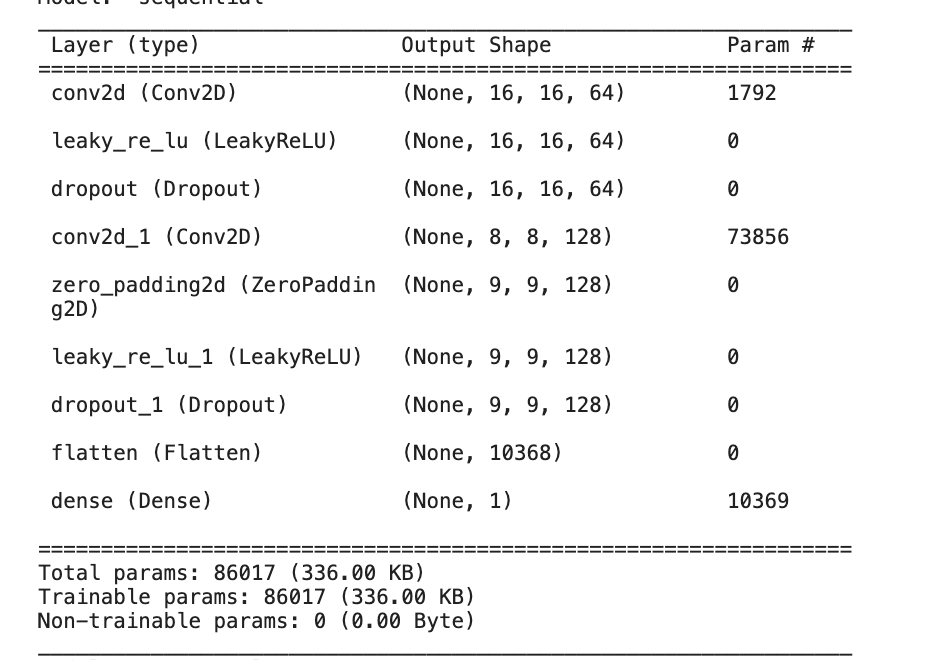 Model: "sequential"
Layer (type) Output Shape Param #
=================================================================
conv2d (Conv2D) (None, 16, 16, 64) 1792
leaky_re_lu (LeakyReLU) (None, 16, 16, 64) 0
dropout (Dropout) (None, 16, 16, 64) 0
conv2d_1 (Conv2D) (None, 8, 8, 128) 73856
zero_padding2d (ZeroPaddin (None, 9, 9, 128) 0
g2D)
leaky_re_lu_1 (LeakyReLU) (None, 9, 9, 128) 0
dropout_1 (Dropout) (None, 9, 9, 128) 0
flatten (Flatten) (None, 10368) 0
dense (Dense) (None, 1) 10369
=================================================================
Total params: 86017 (336.00 KB)
Trainable params: 86017 (336.00 KB)
Non-trainable params: 0 (0.00 Byte)